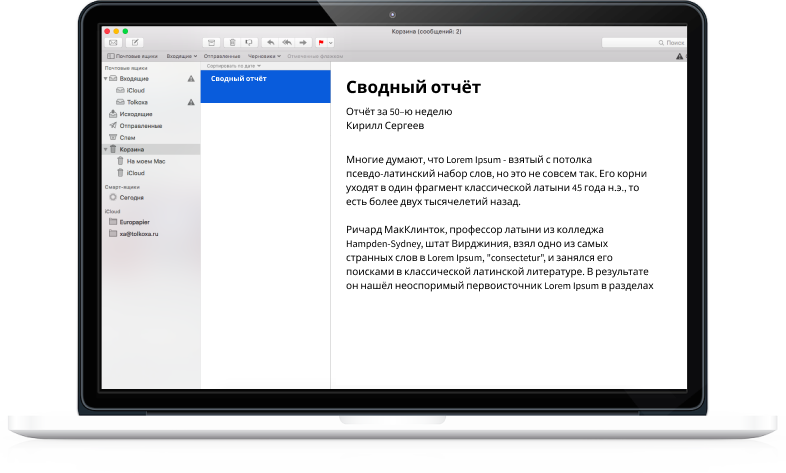 Корзина (сообщений: 2)
Поиск
Почтовые ящики
Входящие
Отправленные
Черновики
Почтовые ящики
Входящие
iCloud
Tolkoxa
Исходящие
Отправленные
Спам
Корзина
На моем Mac
iCloud
Смарт-ящики
Сегодня
iCloud
Europapier
xa@tolkoxa.ru
Сортировать по дате
Сводный отчёт
Сводный отчёт
Отчёт за 50–ю неделю
Кирилл Сергеев
Многие думают, что Lorem Ipsum - взятый с потолка
псевдо-латинский набор слов, но это не совсем так. Его корни
уходят в один фрагмент классической латыни 45 года н.э., то
есть более двух тысячелетий назад.
Ричард МакКлинток, профессор латыни из колледжа
Hampden-Sydney, штат Вирджиния, взял одно из самых
странных слов в Lorem Ipsum, "consectetur", и занялся его
поисками в классической латинской литературе. В результате
он нашёл неоспоримый первоисточник Lorem Ipsum в разделах